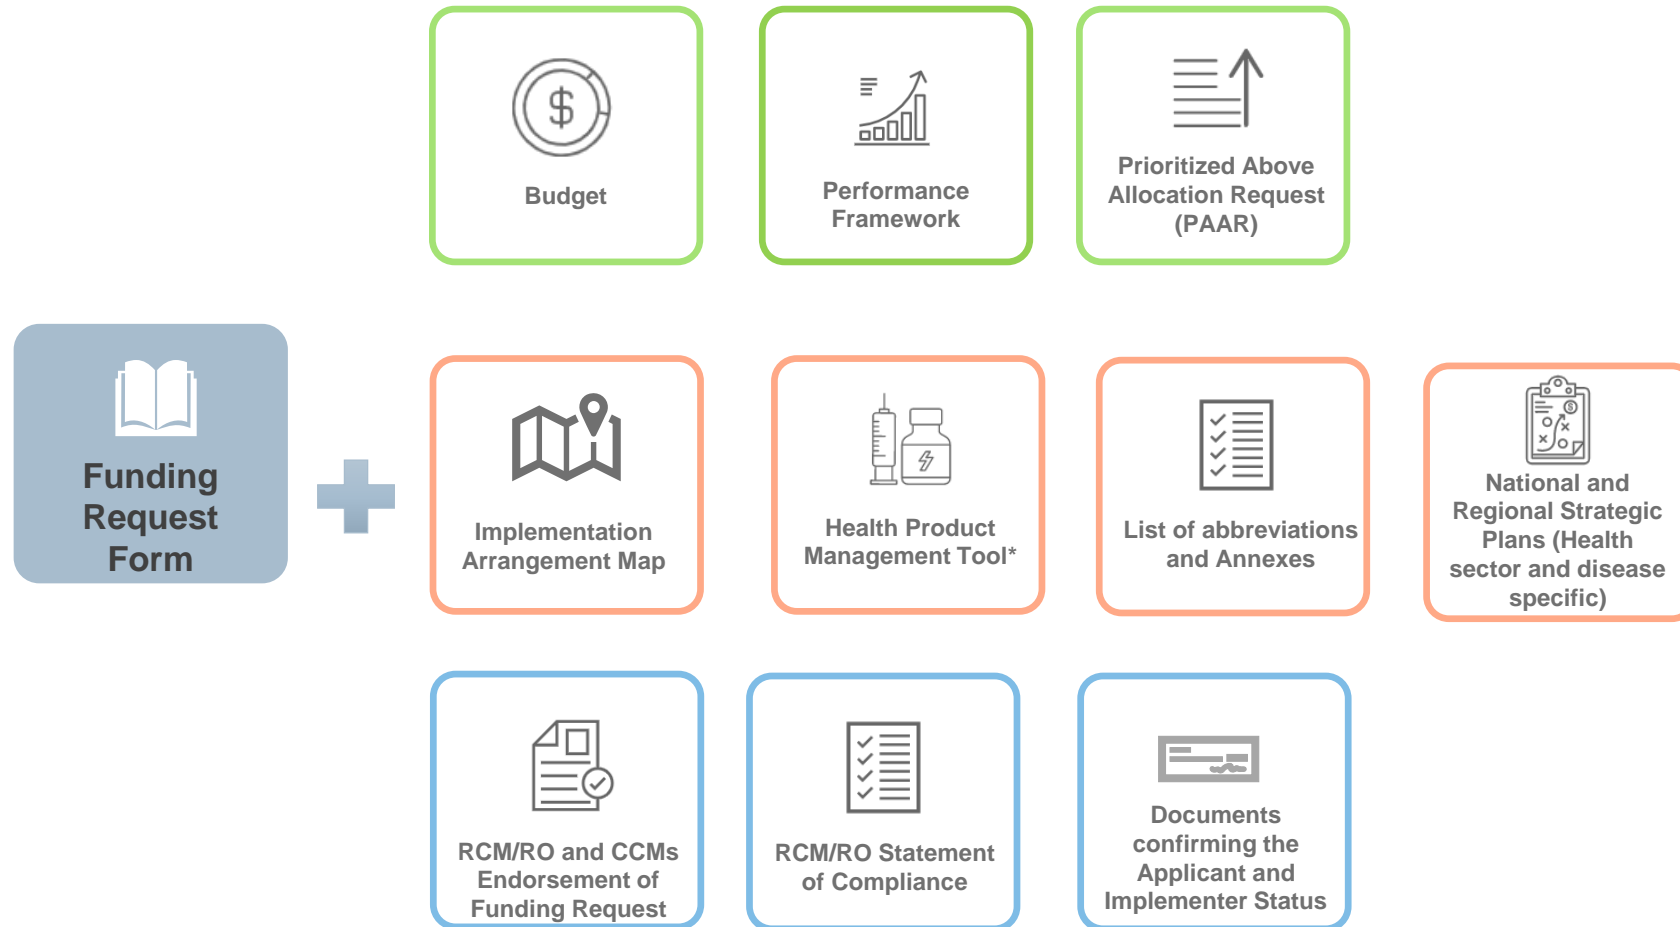 Budget
Performance
Framework
Prioritized Above
Allocation Request
(PAAR)
Funding
Request
Form
Implementation
Arrangement Map
Health Product
Management Tool*
List of abbreviations
and Annexes
National and
Regional Strategic
Plans (Health
sector and disease
specific)
RCM/RO and CCMs
Endorsement of
Funding Request
RCM/RO Statement
of Compliance
Documents
confirming the
Applicant and
Implementer Status